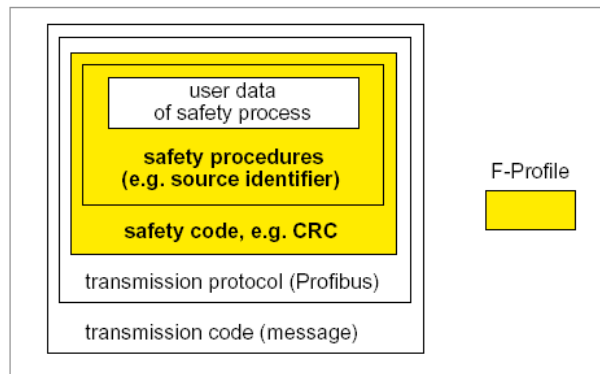 user data
of safety process
safety procedures
(e.g. source identifier)
safety code, e.g. CRC
transmission protocol (Profibus)
transmission code (message)
F-Profile